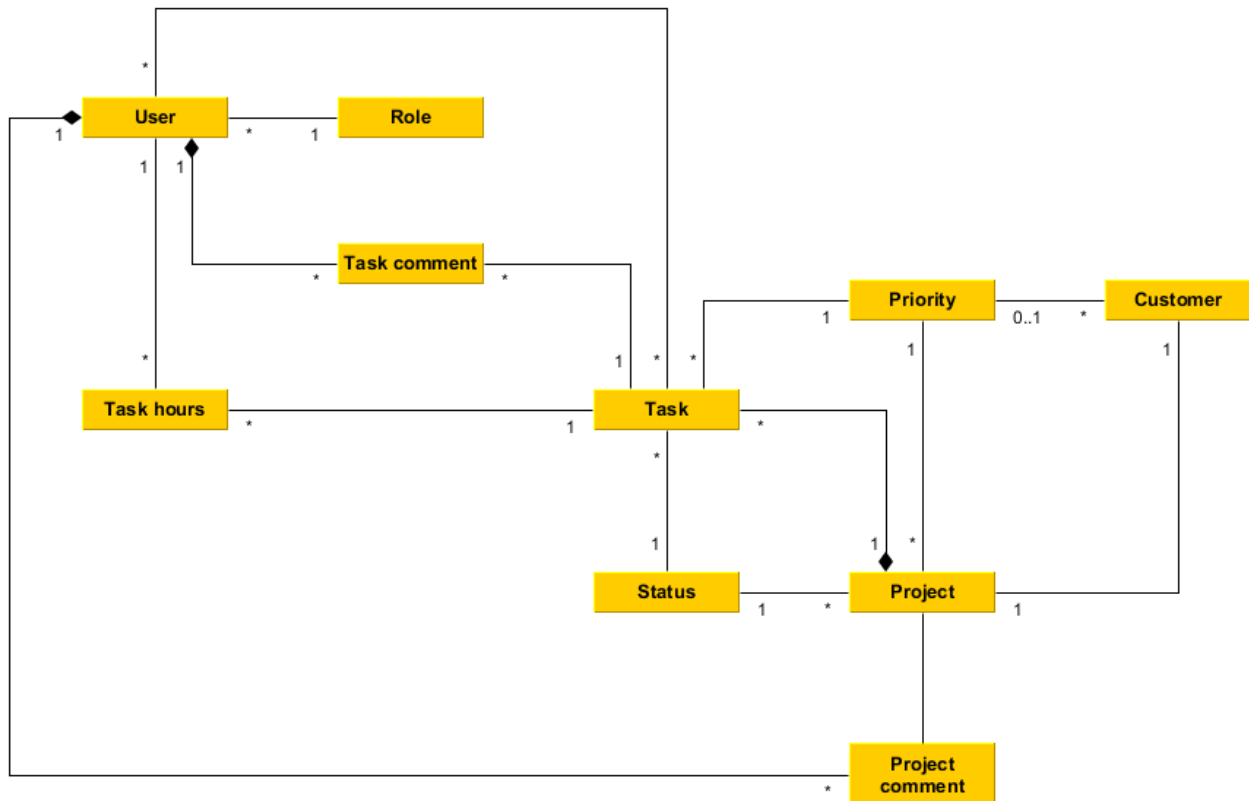 *
User
1
*
1
Role
1
1
*
Task comment
*
Priority
1
0..1
*
Customer
1
1
*
1
*
*
Task hours
*
1
Task
*
*
1
1
*
Status
1
*
Project
1
Project
comment
*